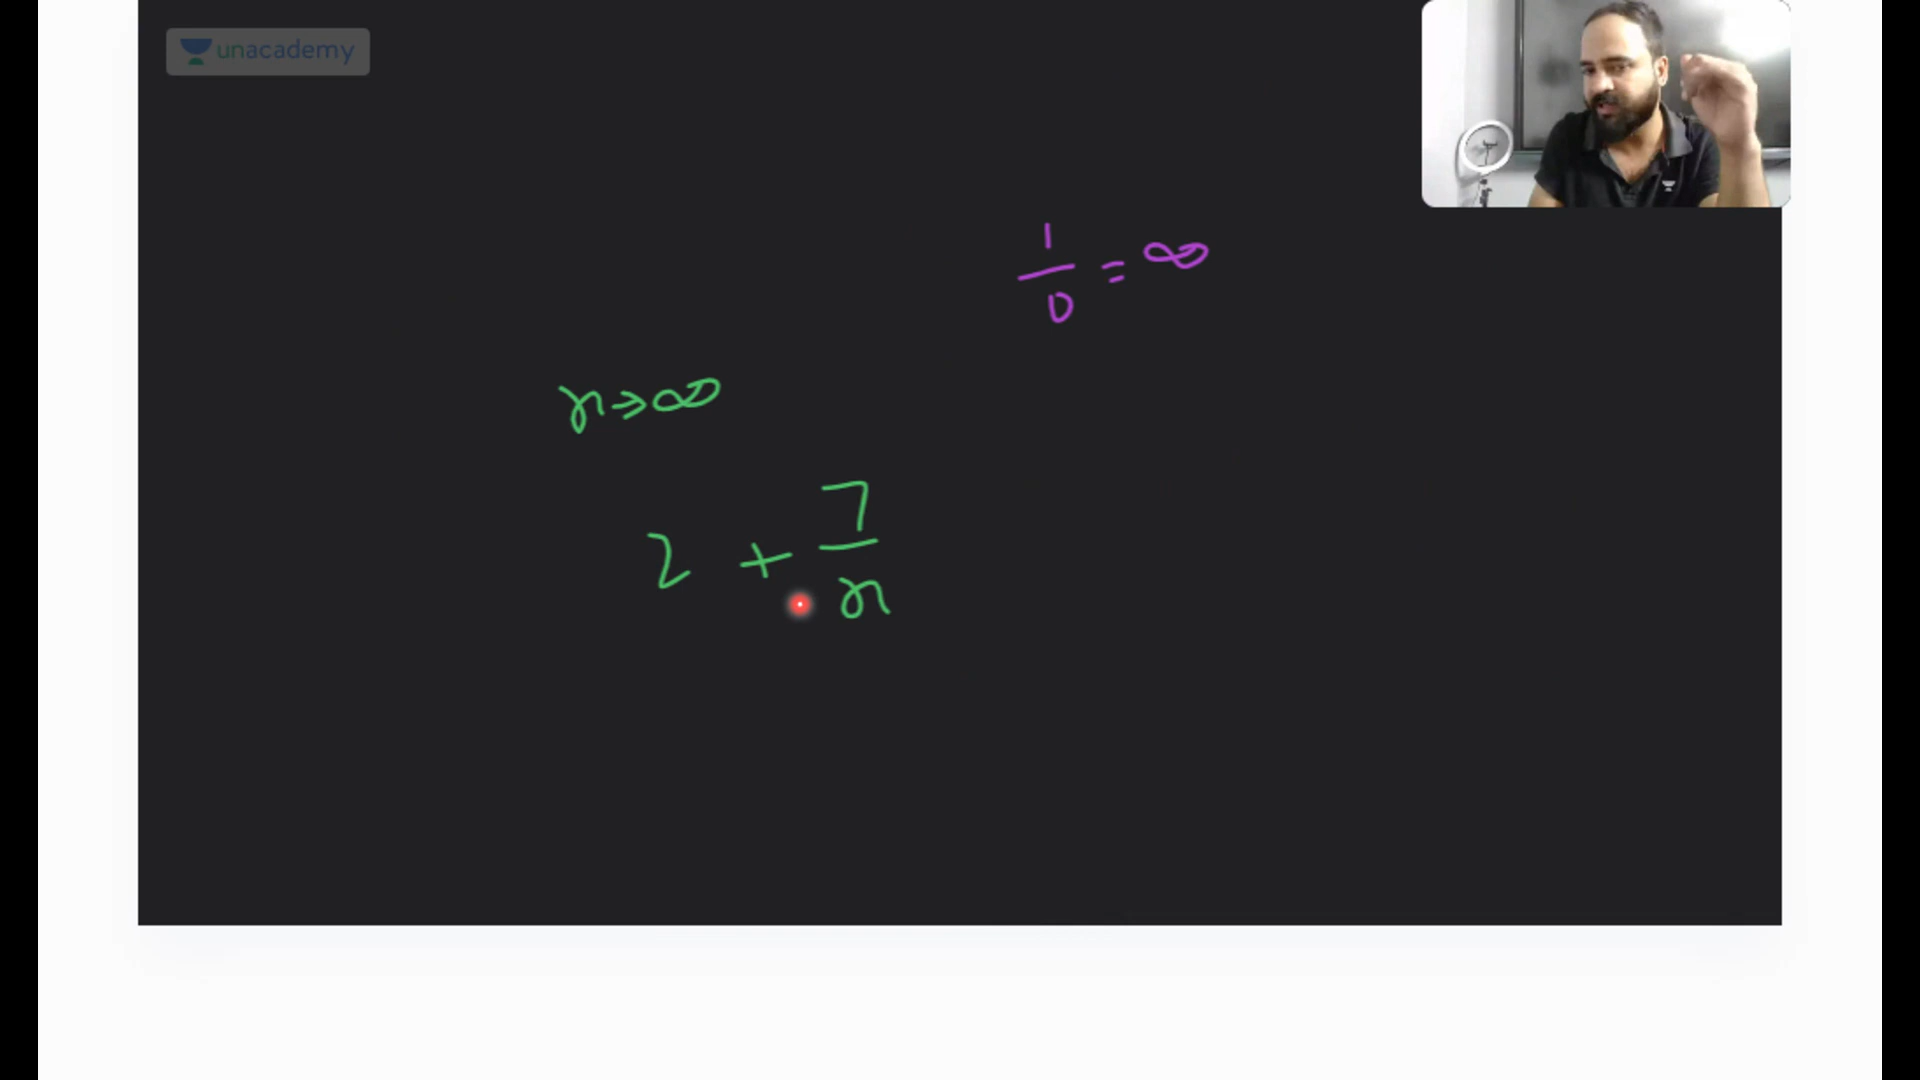 unacademy
1/0 = ∞
n→∞
2 + 7/n